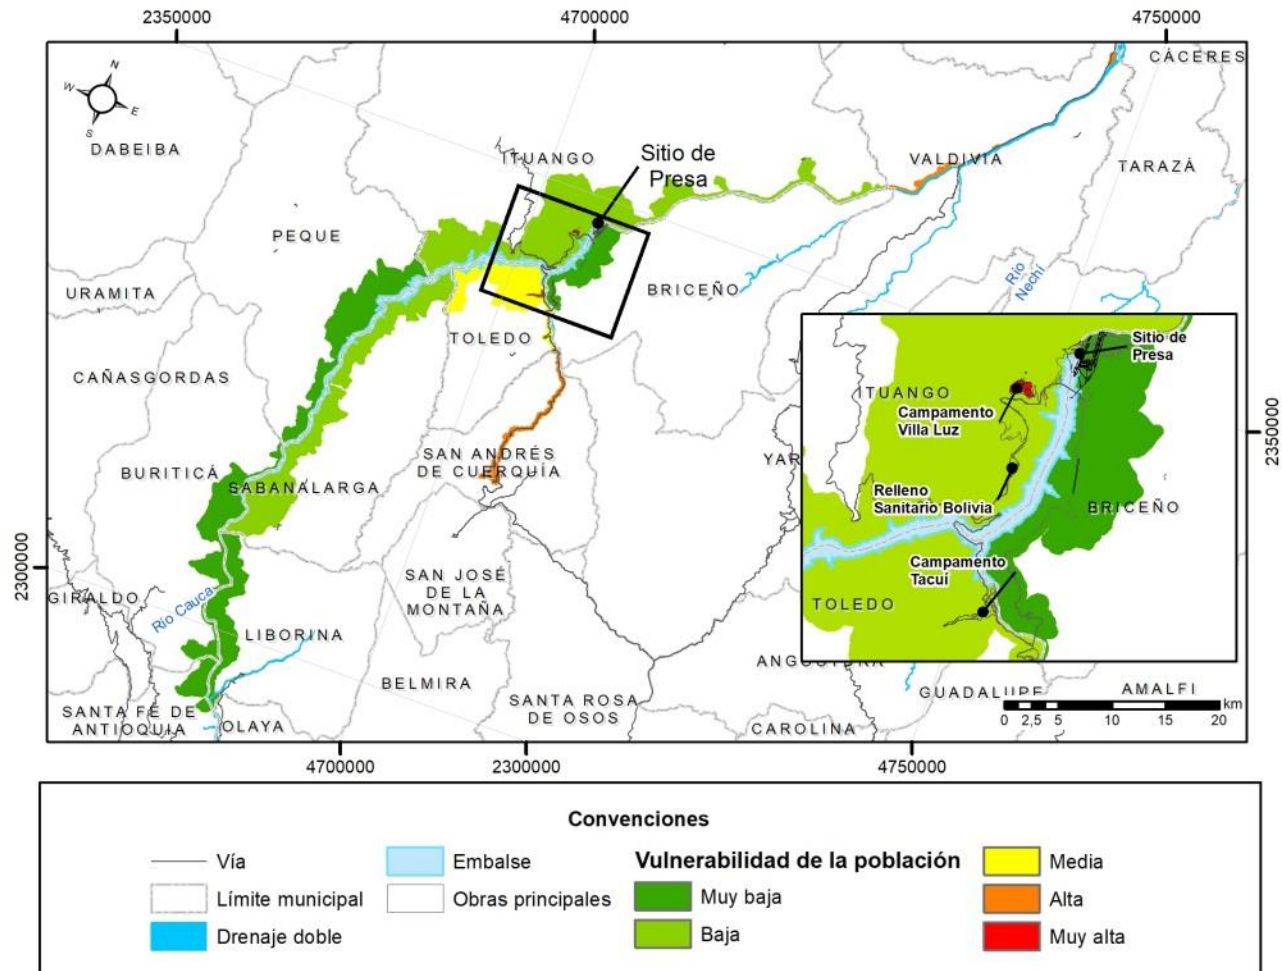 2350000
4700000
4750000
N
W
E
S
CÁCERES
DABEIBA
ITUANGO
Sitio de
Presa
VALDIVIA
TARAZÁ
PEQUE
URAMITA
BRICEÑO
Río
Nechí
TOLEDO
CAÑASGORDAS
2350000
SAN ANDRÉS
DE CUERQUÍA
BURITICÁ
SABANALARGA
2300000
GIRALDO
Río Cauca
SAN JOSÉ
DE LA
MONTAÑA
LIBORINA
BELMIRA
SANTA FE DE
ANTIOQUIA
OLAYA
SANTA ROSA
DE OSOS
CAROLINA
GUADALUPE
AMALFI
Sitio de
Presa
ITUANGO
Campamento
Villa Luz
Relleno
Sanitario Bolivia
BRICEÑO
Campamento
Tacuí
TOLEDO
0 2,5 5 10 15 20 km
4700000
2300000
4750000
Convenciones
Vía
Límite municipal
Drenaje doble
Embalse
Obras principales
Vulnerabilidad de la población
Muy baja
Baja
Media
Alta
Muy alta